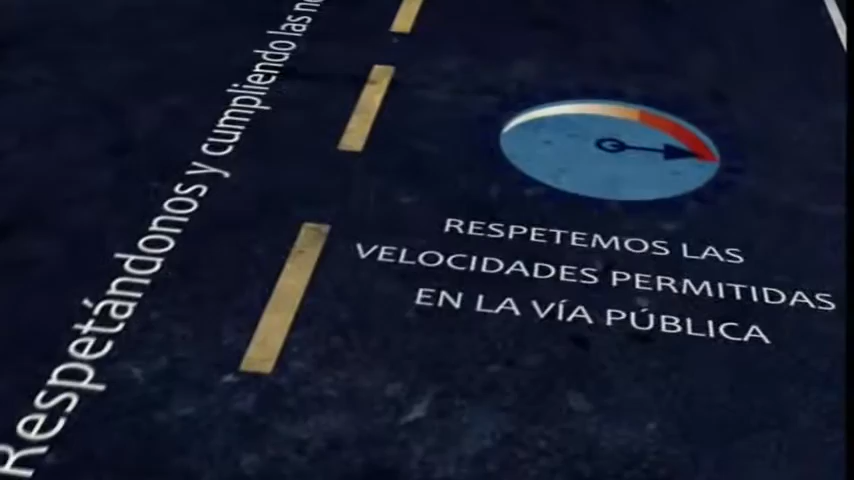 Respetándonos y cumpliendo las
RESPETEMOS LAS
VELOCIDADES PERMITIDAS
EN LA VÍA PÚBLICA